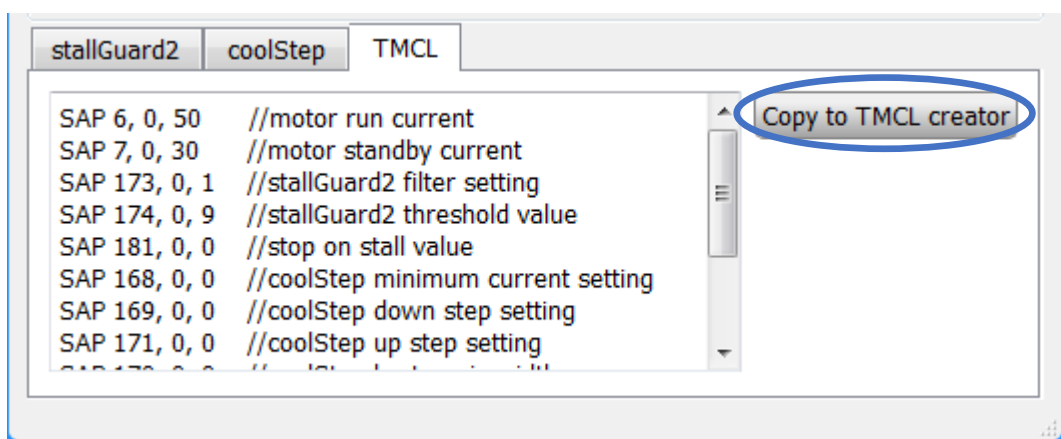 stallGuard2 coolStep TMCL
SAP 6, 0, 50 //motor run current
Copy to TMCL creator
SAP 7, 0, 30 //motor standby current
SAP 173, 0, 1 //stallGuard2 filter setting
SAP 174, 0, 9 //stallGuard2 threshold value
SAP 181, 0, 0 //stop on stall value
SAP 168, 0, 0 //coolStep minimum current setting
SAP 169, 0, 0 //coolStep down step setting
SAP 171, 0, 0 //coolStep up step setting